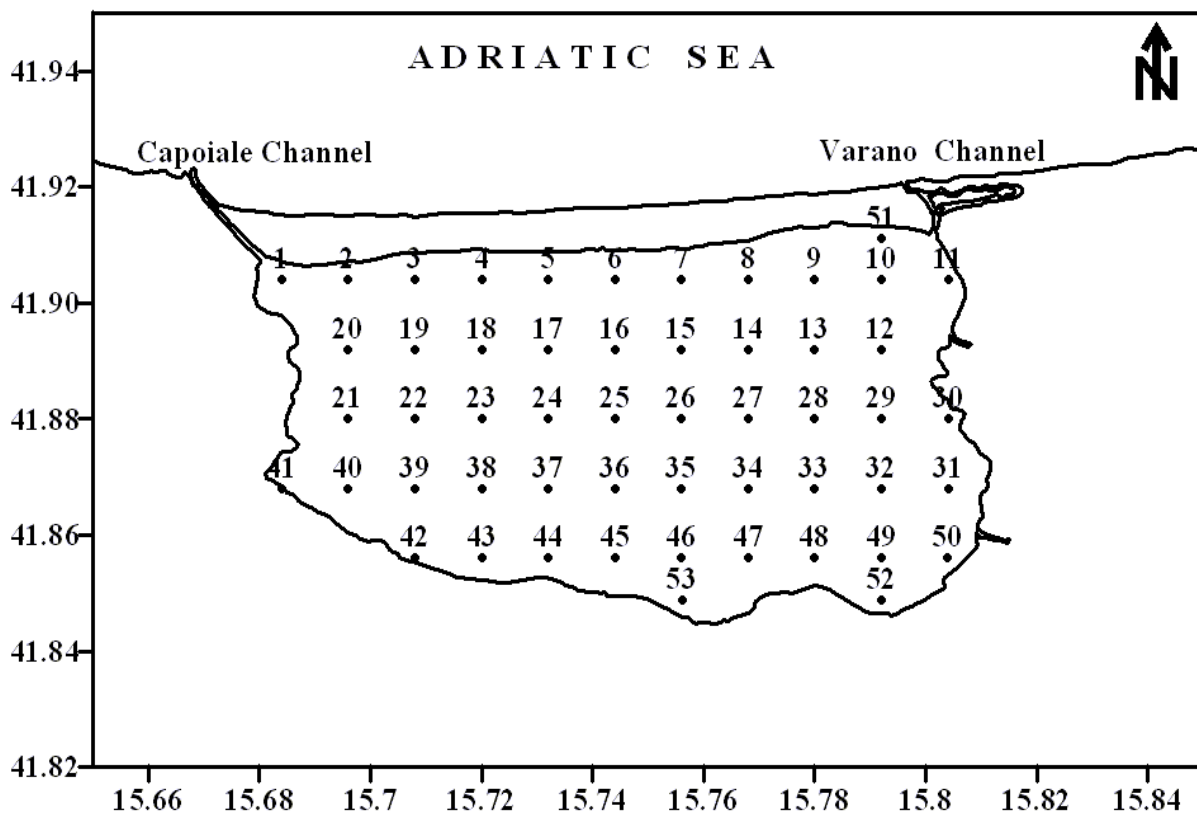 ADRIATIC SEA
N
41.94
Capoiale Channel
Varano Channel
41.92
51
1 2 3 4 5 6 7 8 9 10 11
41.90
20 19 18 17 16 15 14 13 12
21 22 23 24 25 26 27 28 29 30
41.88
41 40 39 38 37 36 35 34 33 32 31
42 43 44 45 46 47 48 49 50
41.86
53 52
41.84
41.82
15.66 15.68 15.7 15.72 15.74 15.76 15.78 15.8 15.82 15.84